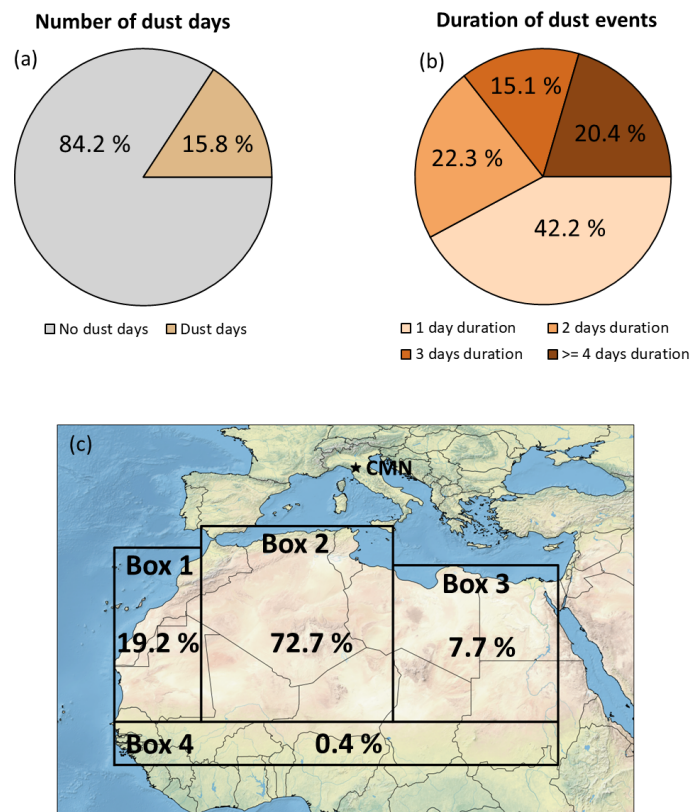 Number of dust days
(a)
84.2 %
15.8 %
No dust days
Dust days
Duration of dust events
(b)
15.1 %
20.4 %
22.3 %
42.2 %
1 day duration
2 days duration
3 days duration
>= 4 days duration
(c)
★ CMN
Box 1
Box 2
Box 3
19.2 %
72.7 %
7.7 %
Box 4
0.4 %